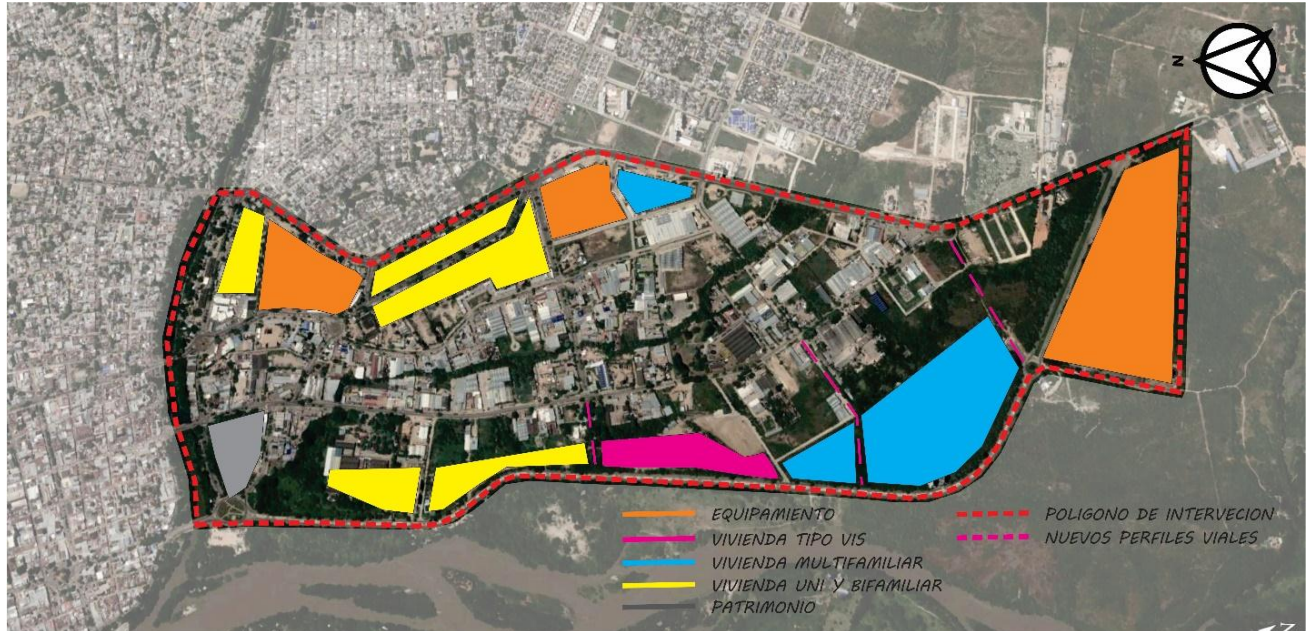 N
EQUIPAMIENTO
VIVIENDA TIPO VIS
VIVIENDA MULTIFAMILIAR
VIVIENDA UNI Y BIFAMILIAR
PATRIMONIO
POLIGONO DE INTERVECION
NUEVOS PERFILES VIALES